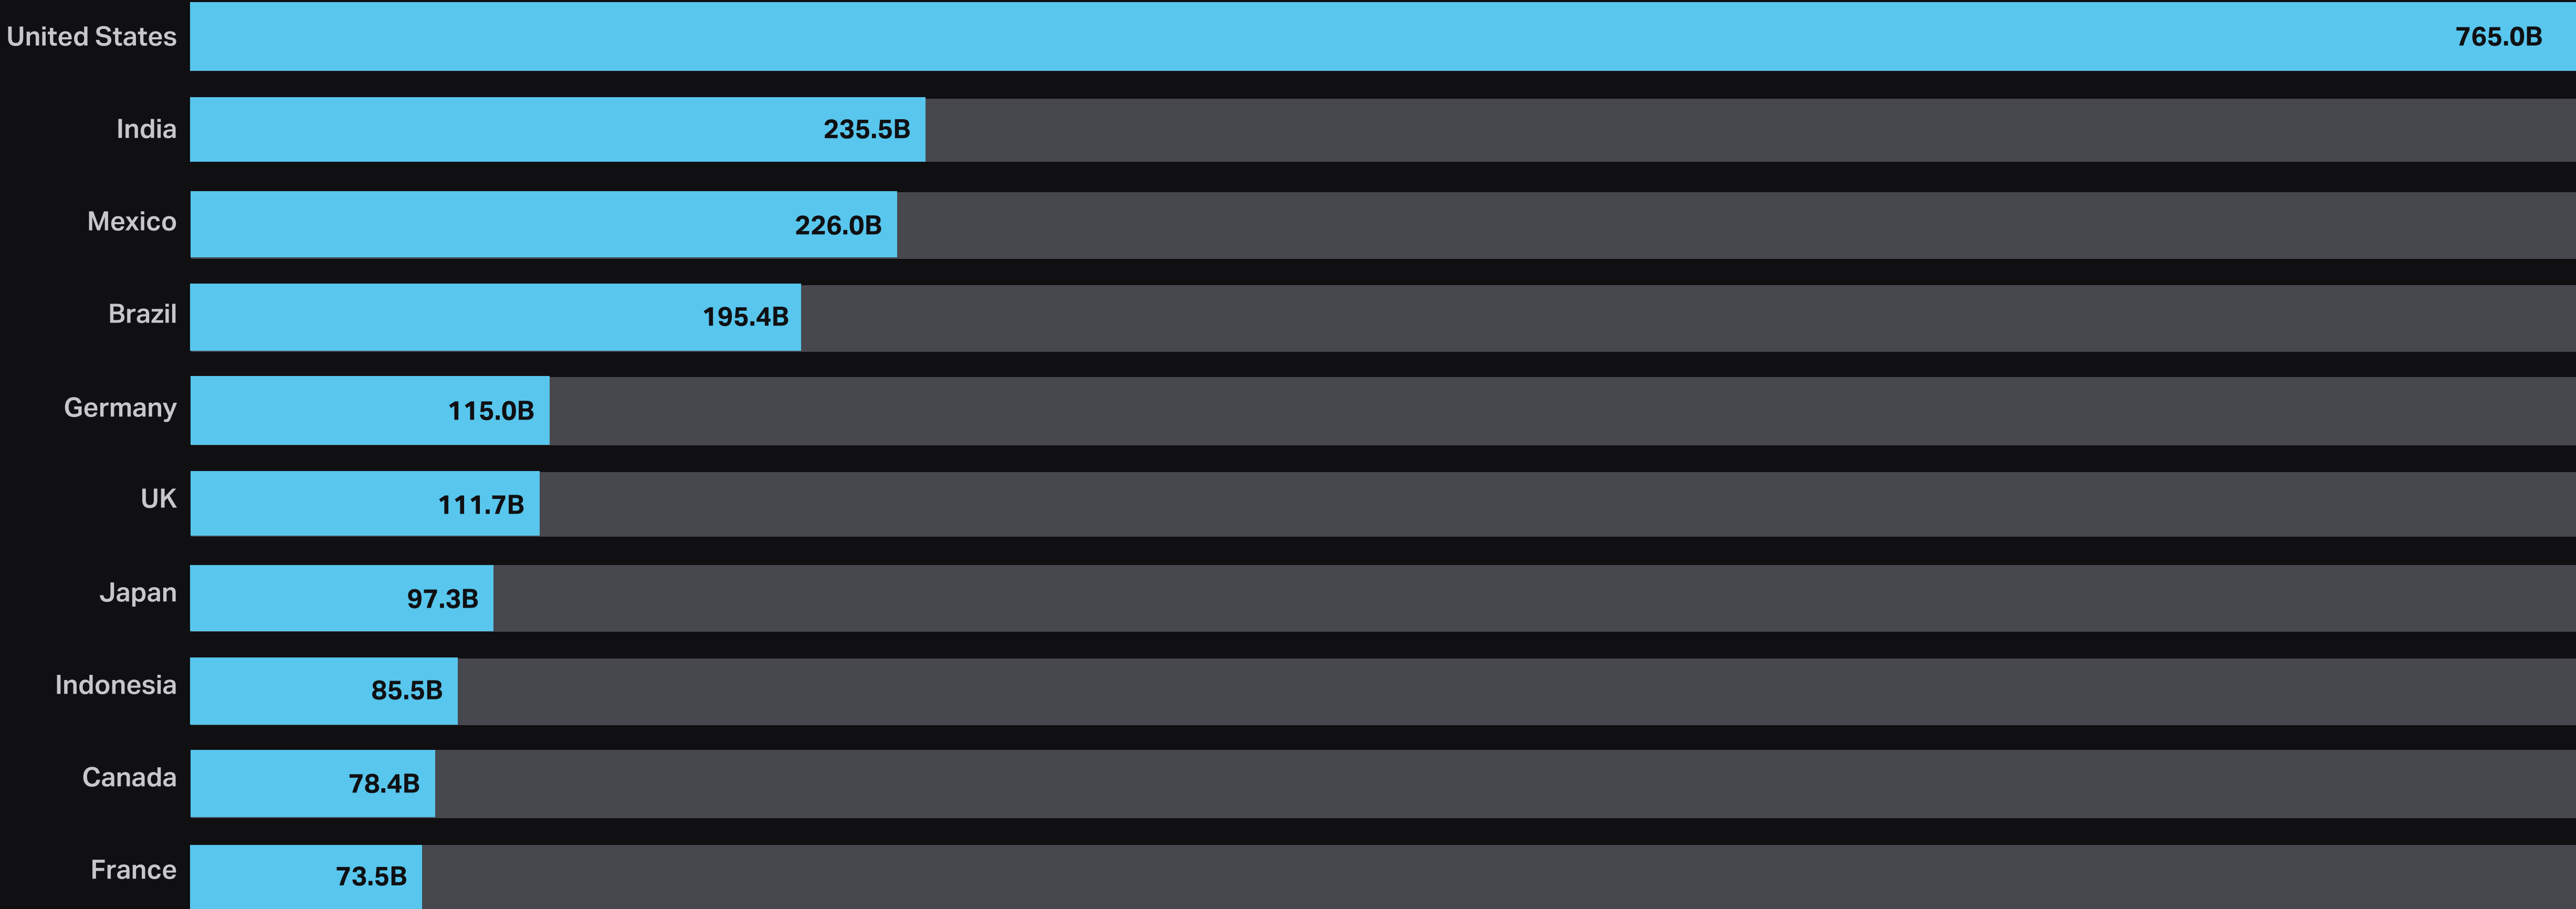 United States 765.0B
India 235.5B
Mexico 226.0B
Brazil 195.4B
Germany 115.0B
UK 111.7B
Japan 97.3B
Indonesia 85.5B
Canada 78.4B
France 73.5B